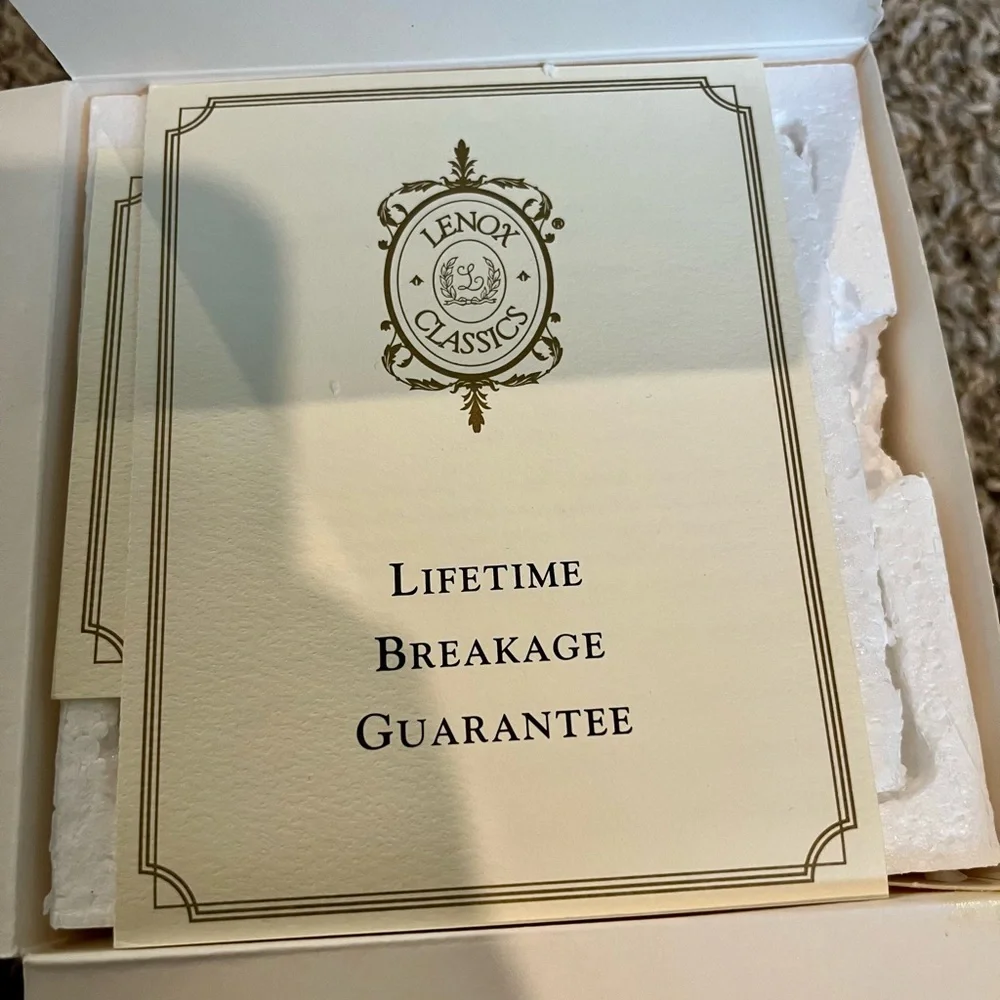 LENOX
®
L
CLASSICS
LIFETIME
BREAKAGE
GUARANTEE